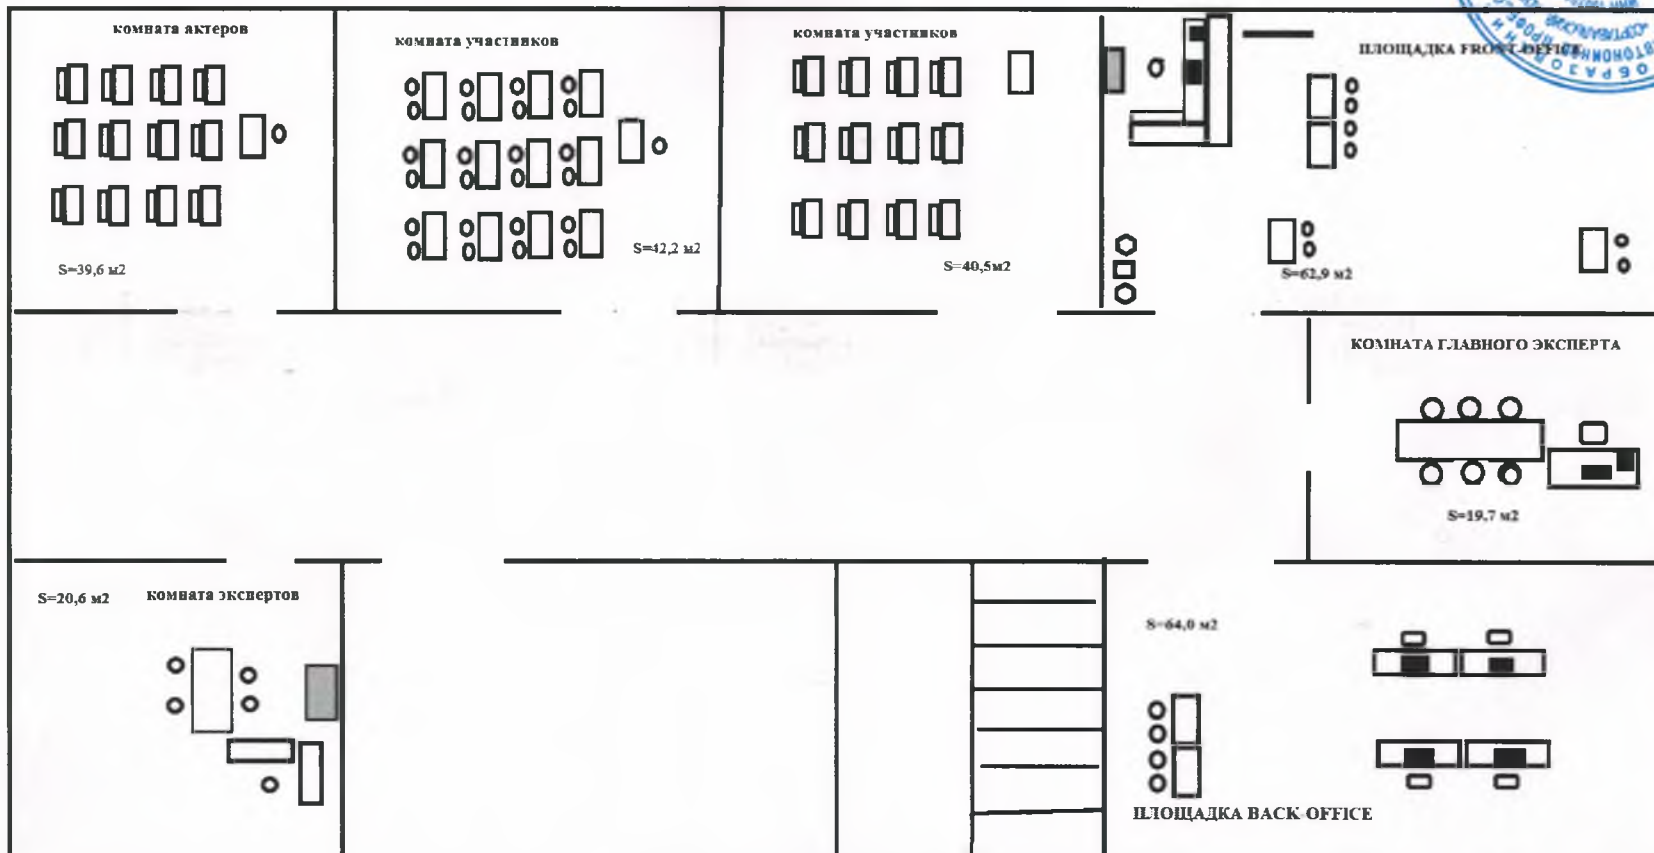 комната актеров
S=39,6 м2
комната участников
S=42,2 м2
комната участников
S=40,5м2
ПЛОЩАДКА FRONT-OFFICE
S=62,9 м2
КОМНАТА ГЛАВНОГО ЭКСПЕРТА
S=19,7 м2
S=20,6 м2
комната экспертов
S=64,0 м2
ПЛОЩАДКА BACK-OFFICE